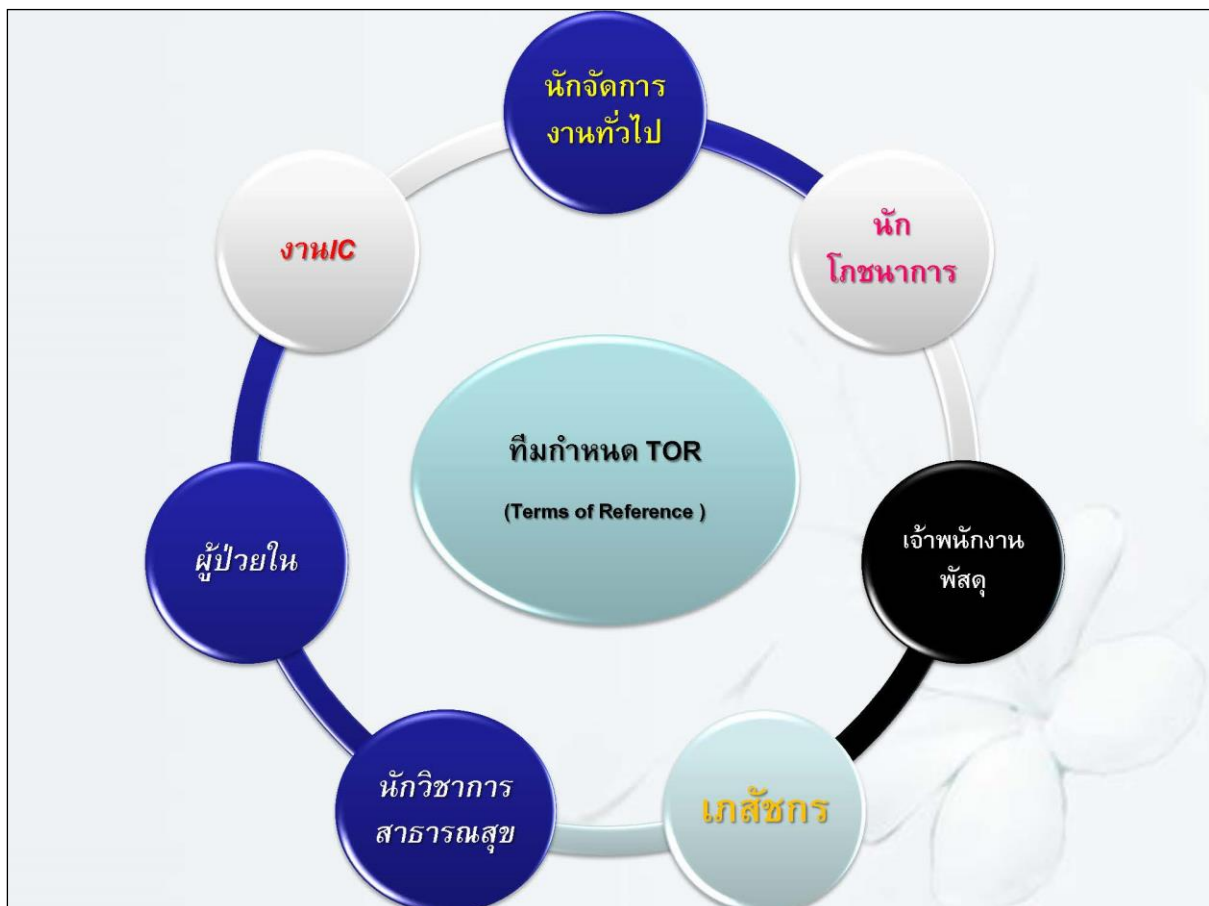 นักจัดการ
งานทั่วไป
นัก
โภชนาการ
เจ้าพนักงาน
พัสดุ
เภสัชกร
นักวิชาการ
สาธารณสุข
ผู้ป่วยใน
งานIC
ทีมกำหนด TOR
(Terms of Reference )